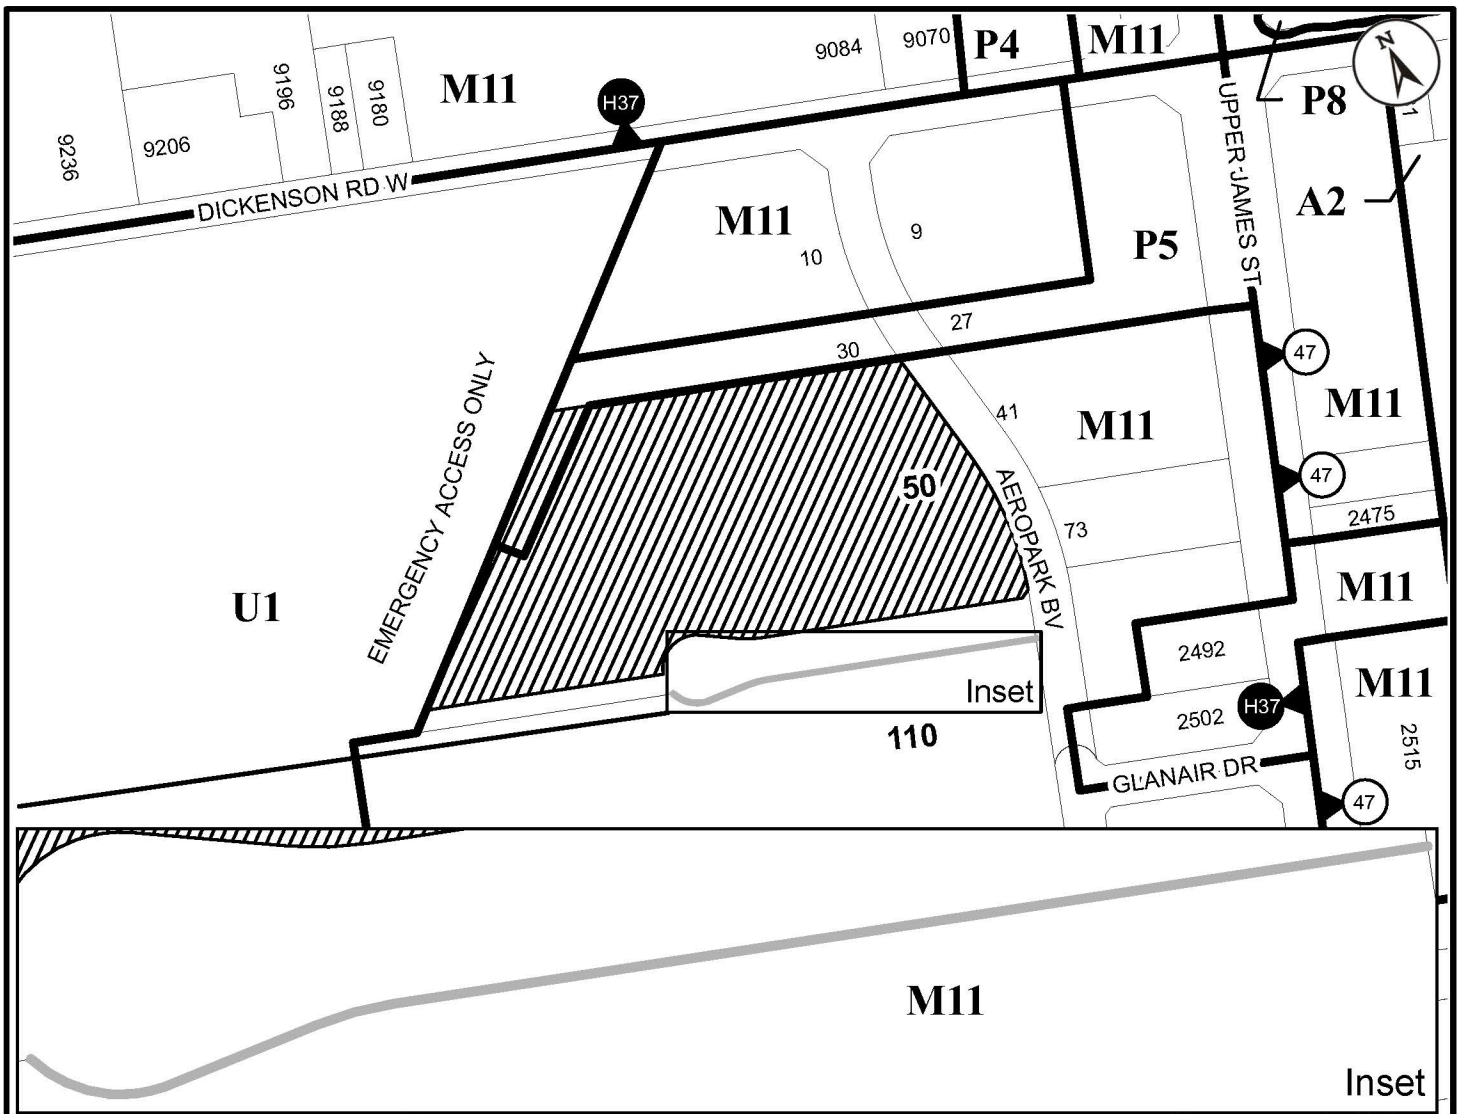 P4
M11
9084
9070
N
9196
M11
H37
9188
9180
P8
11
9236
9206
UPPER JAMES ST
DICKENSON RD W
A2
M11
9
P5
10
27
30
47
EMERGENCY ACCESS ONLY
M11
41
M11
47
50
AEROPARK BV
2475
73
U1
M11
2492
Inset
M11
H37
2502
110
2515
GLANAIR DR
47
M11
Inset